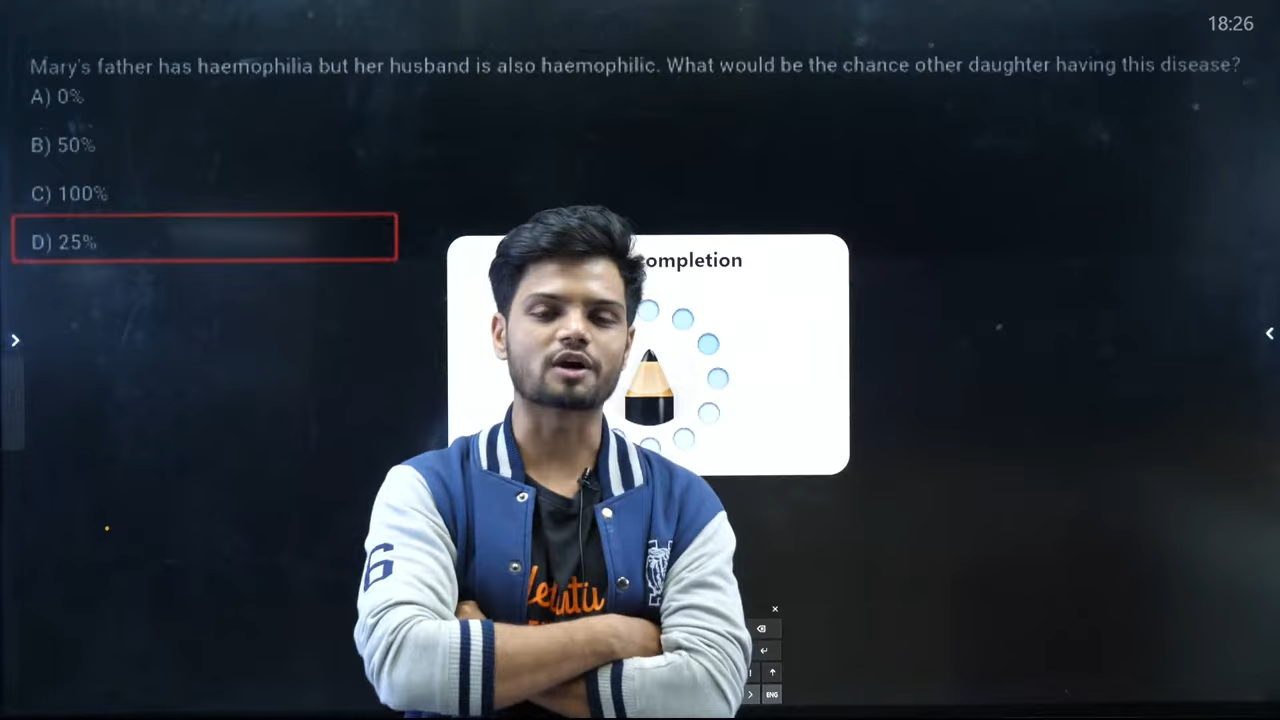 18:26
Mary's father has haemophilia but her husband is also haemophilic. What would be the chance other daughter having this disease?
A) 0%
B) 50%
C) 100%
D) 25%
ompletion
6
ENG